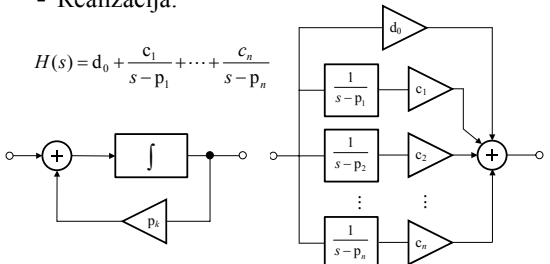 - Realizacija:
H(s) = d₀ + c₁/(s−p₁) + ⋯ + cₙ/(s−pₙ)
d₀
1/(s−p₁) c₁
+ ∫ 1/(s−p₂) c₂ +
⋮ ⋮
pₖ
1/(s−pₙ) cₙ